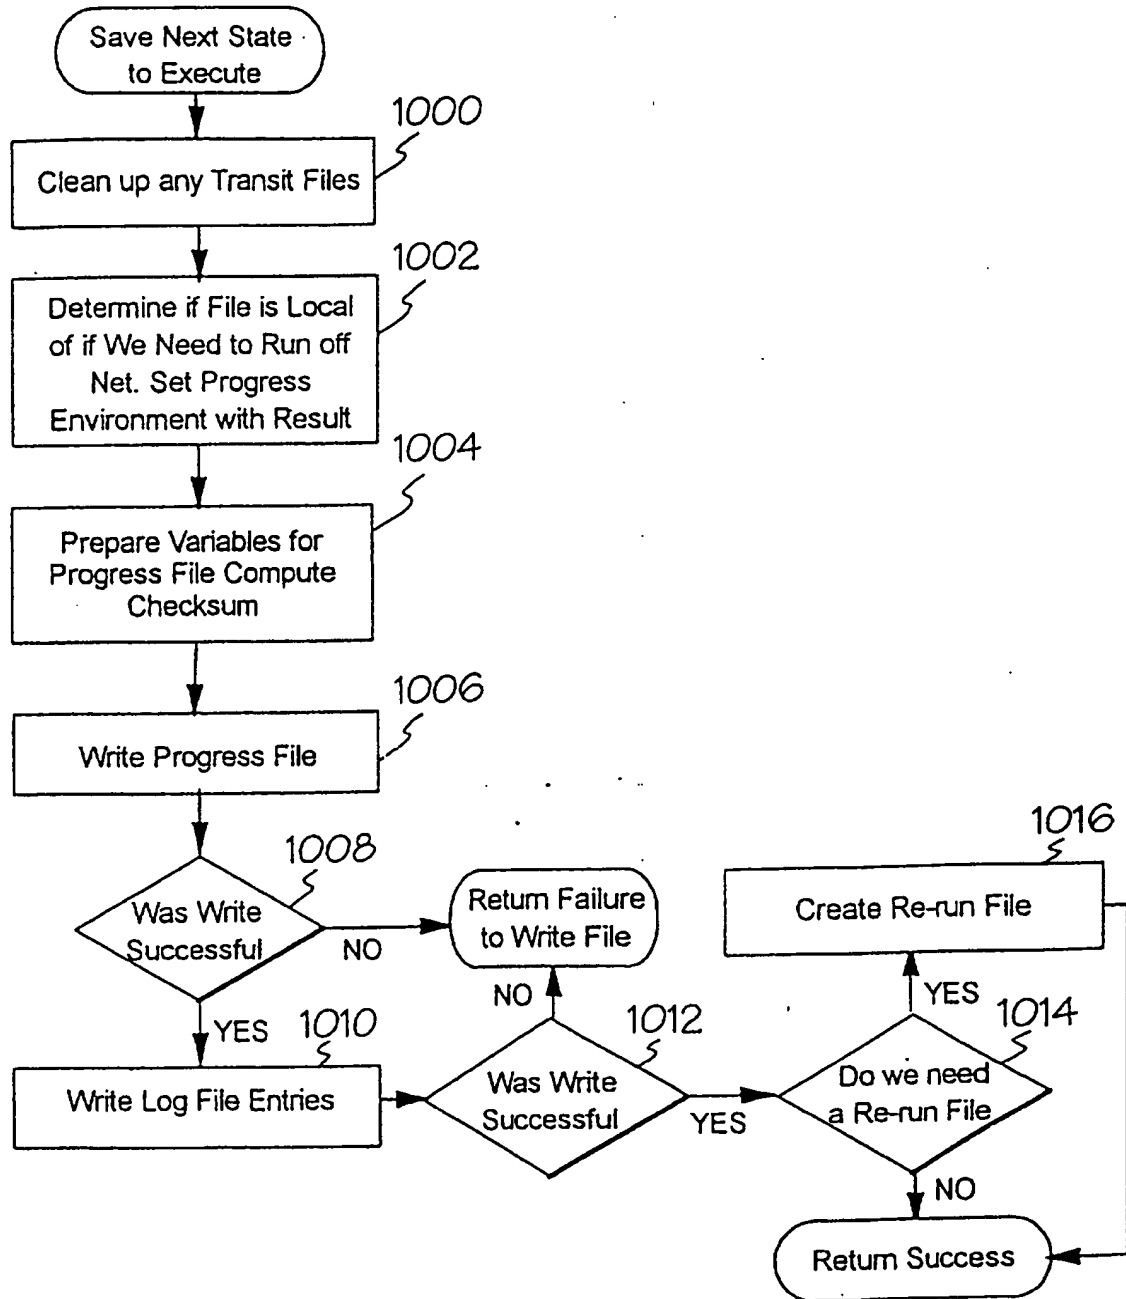 Save Next State
to Execute
1000
Clean up any Transit Files
1002
Determine if File is Local
of if We Need to Run off
Net. Set Progress
Environment with Result
1004
Prepare Variables for
Progress File Compute
Checksum
1006
Write Progress File
1008
Was Write
Successful
NO
Return Failure
to Write File
YES
1010
Write Log File Entries
NO
1012
Was Write
Successful
YES
1014
Do we need
a Re-run File
YES
1016
Create Re-run File
NO
Return Success